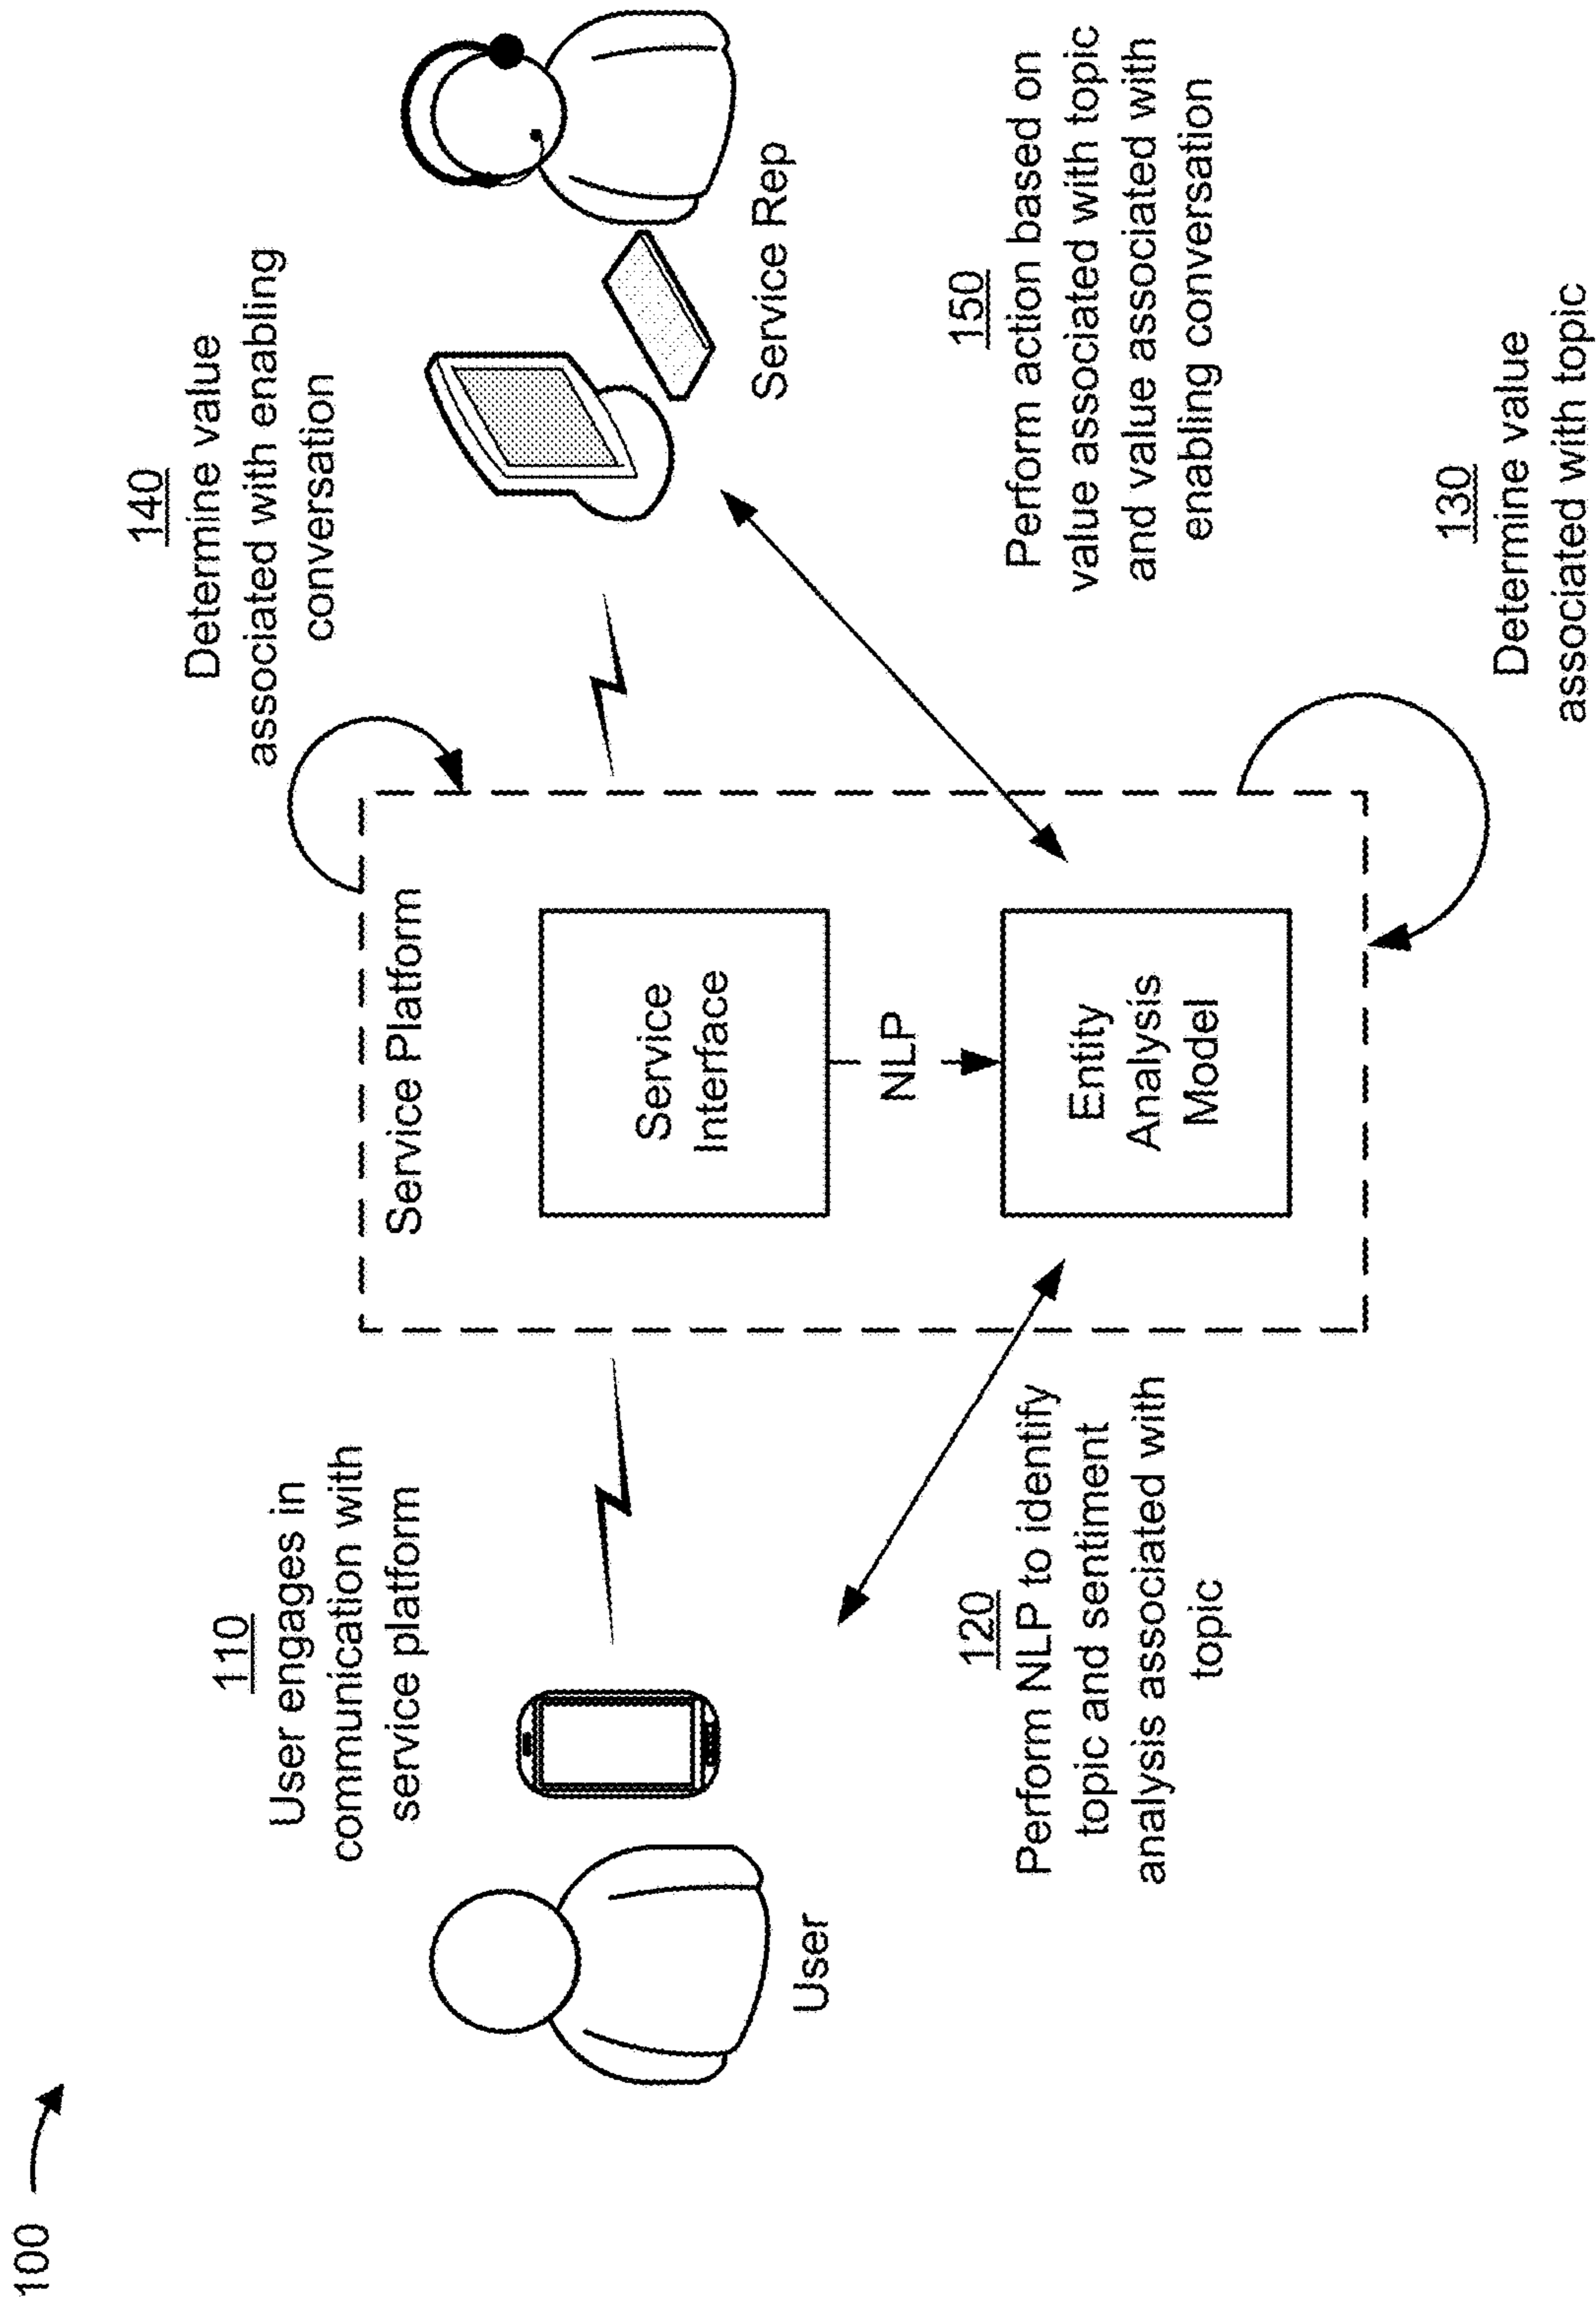 100
110
User engages in
communication with
service platform
User
120
Perform NLP to identify
topic and sentiment
analysis associated with
topic
Service Platform
Service
Interface
NLP
Entity
Analysis
Model
140
Determine value
associated with enabling
conversation
Service Rep
150
Perform action based on
value associated with topic
and value associated with
enabling conversation
130
Determine value
associated with topic